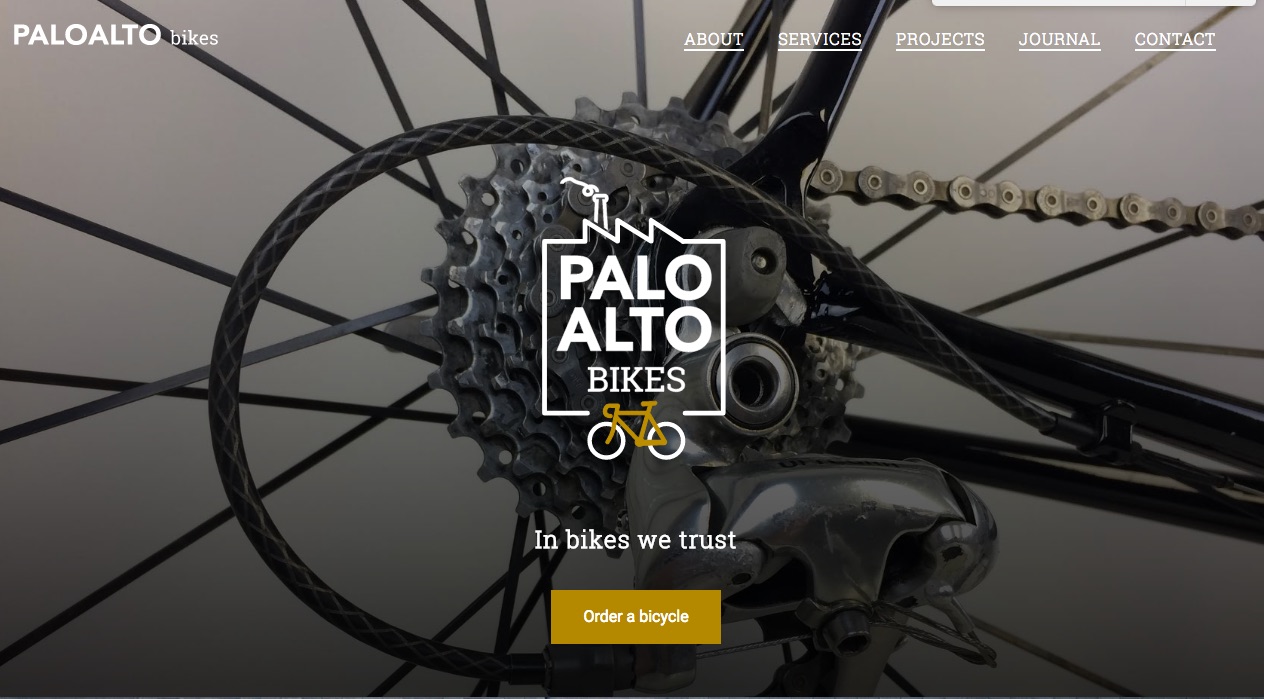 PALOALTO bikes
ABOUT SERVICES PROJECTS JOURNAL CONTACT
PALO
ALTO
BIKES
In bikes we trust
Order a bicycle